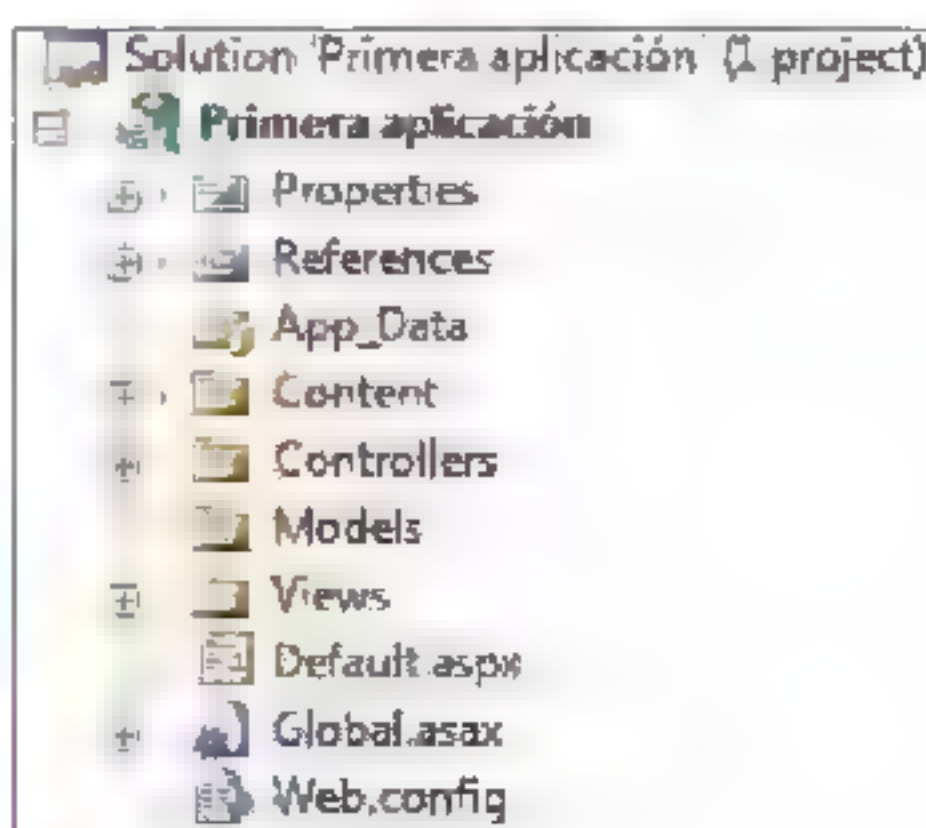 Solution 'Primera aplicación' (1 project)
Primera aplicación
Properties
References
App_Data
Content
Controllers
Models
Views
Default.aspx
Global.asax
Web.config